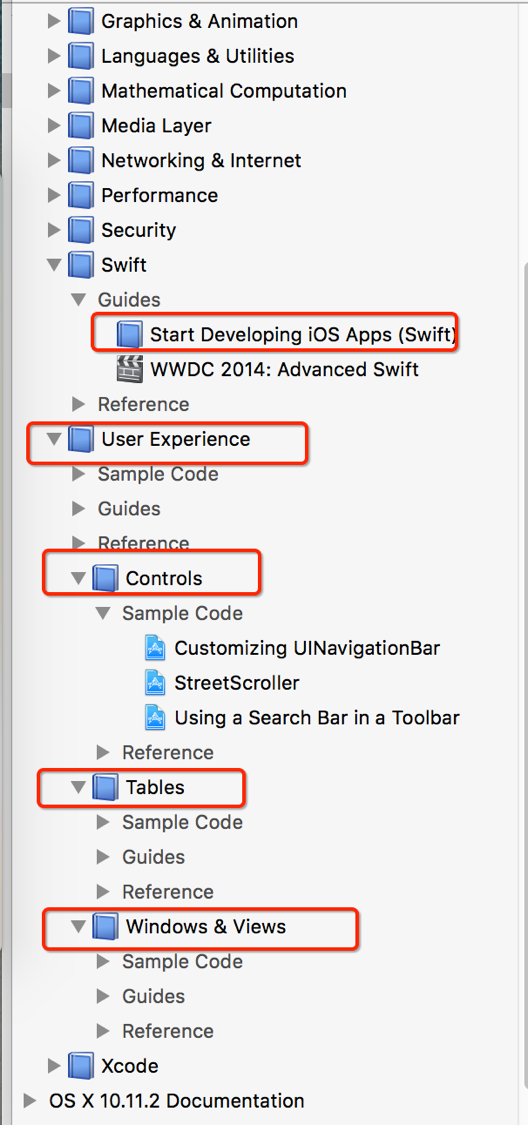 Graphics & Animation
Languages & Utilities
Mathematical Computation
Media Layer
Networking & Internet
Performance
Security
Swift
Guides
Start Developing iOS Apps (Swift)
WWDC 2014: Advanced Swift
Reference
User Experience
Sample Code
Guides
Reference
Controls
Sample Code
Customizing UINavigationBar
StreetScroller
Using a Search Bar in a Toolbar
Reference
Tables
Sample Code
Guides
Reference
Windows & Views
Sample Code
Guides
Reference
Xcode
OS X 10.11.2 Documentation